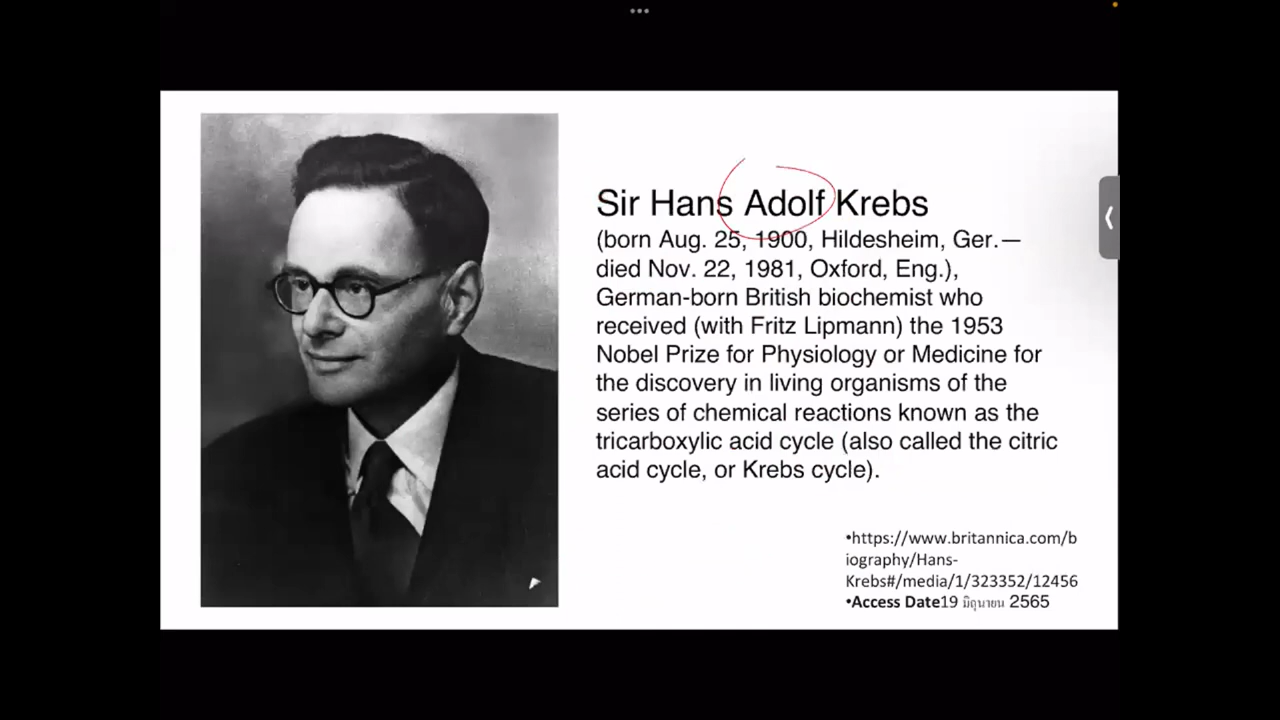 Sir Hans Adolf Krebs
(born Aug. 25, 1900, Hildesheim, Ger.—
died Nov. 22, 1981, Oxford, Eng.),
German-born British biochemist who
received (with Fritz Lipmann) the 1953
Nobel Prize for Physiology or Medicine for
the discovery in living organisms of the
series of chemical reactions known as the
tricarboxylic acid cycle (also called the citric
acid cycle, or Krebs cycle).
•https://www.britannica.com/b
iography/Hans-
Krebs#/media/1/323352/12456
•Access Date19 มิถุนายน 2565